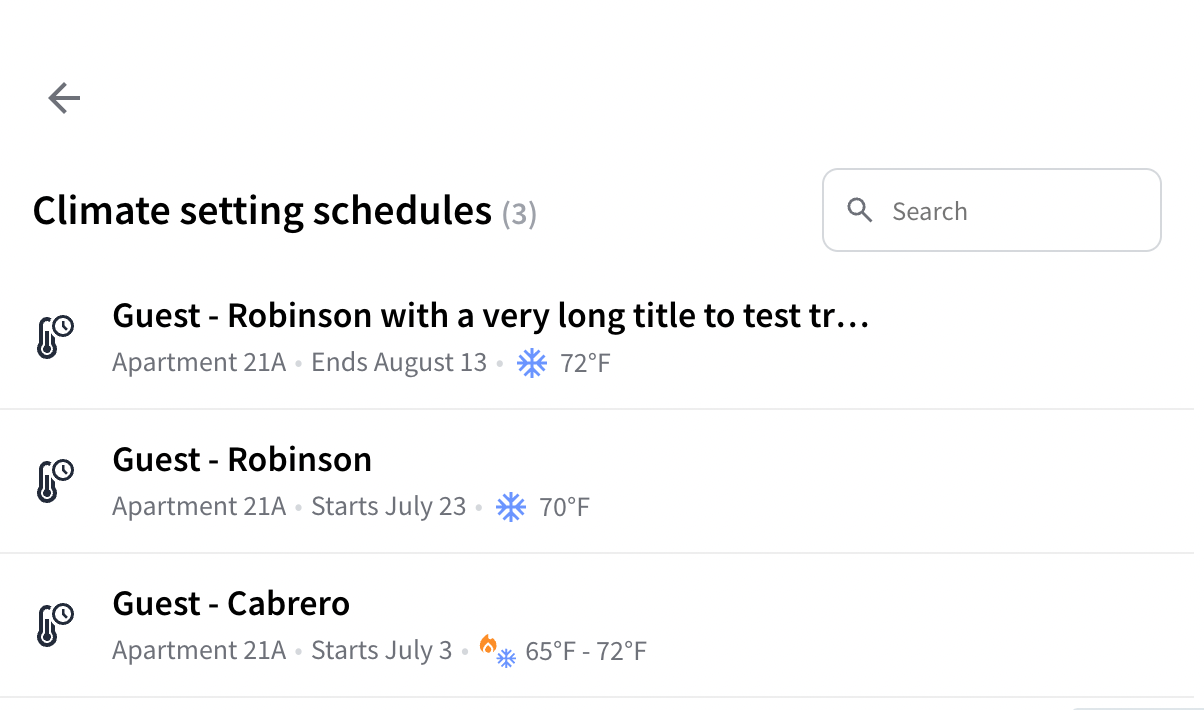 Climate setting schedules (3)
Search
Guest - Robinson with a very long title to test tr…
Apartment 21A • Ends August 13 • 72°F
Guest - Robinson
Apartment 21A • Starts July 23 • 70°F
Guest - Cabrero
Apartment 21A • Starts July 3 • 65°F - 72°F